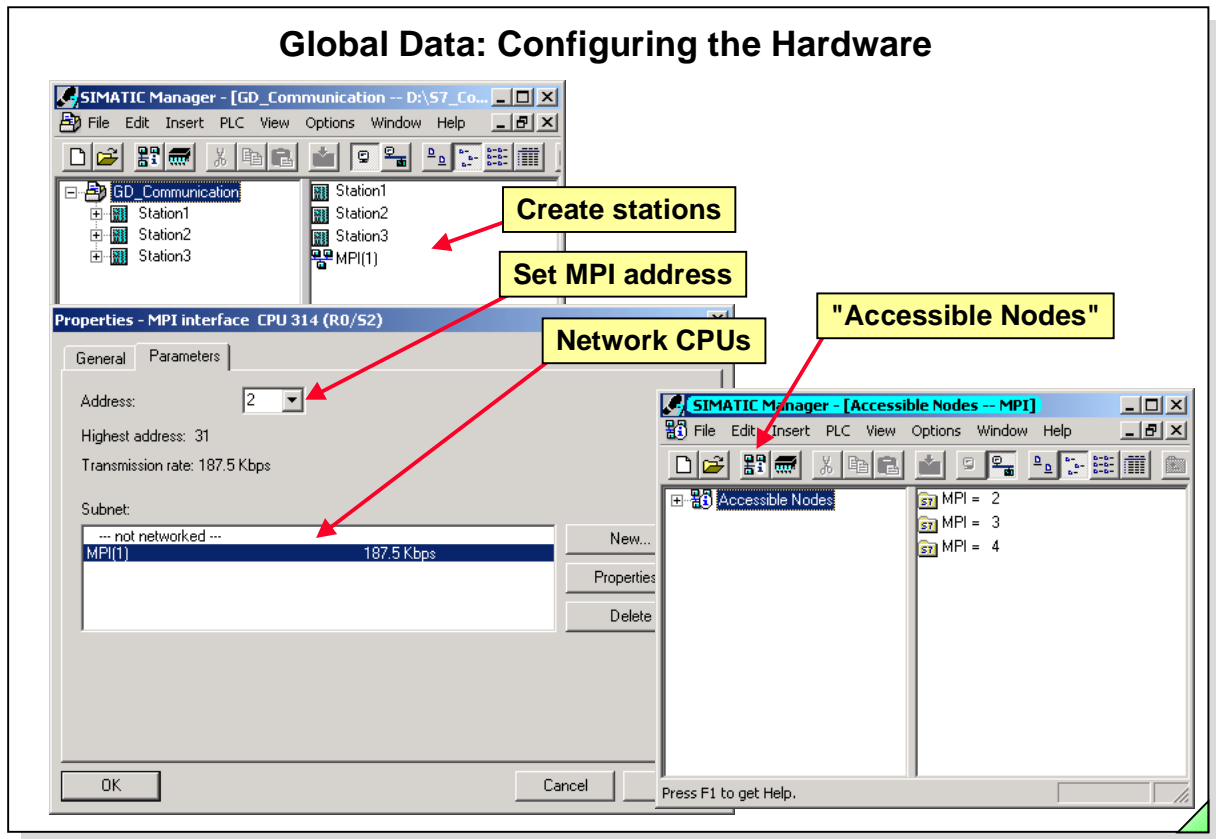 Global Data: Configuring the Hardware
SIMATIC Manager - [GD_Communication -- D:\S7_Co...
File Edit Insert PLC View Options Window Help
GD_Communication
Station1
Station2
Station3
Station1
Station2
Station3
MPI(1)
Create stations
Set MPI address
Network CPUs
"Accessible Nodes"
Properties - MPI interface CPU 314 (R0/S2)
General Parameters
Address: 2
Highest address: 31
Transmission rate: 187.5 Kbps
Subnet:
--- not networked ---
MPI(1) 187.5 Kbps
New...
Properties
Delete
OK Cancel
SIMATIC Manager - [Accessible Nodes -- MPI]
File Edit Insert PLC View Options Window Help
Accessible Nodes
MPI = 2
MPI = 3
MPI = 4
Press F1 to get Help.